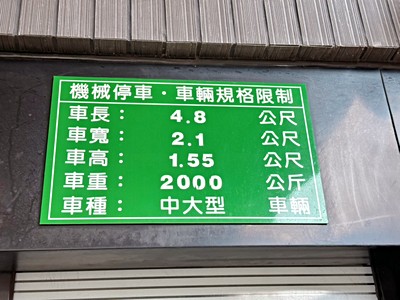 機械停車·車輛規格限制
車長： 4.8 公尺
車寬： 2.1 公尺
車高： 1.55 公尺
車重： 2000 公斤
車種： 中大型 車輛